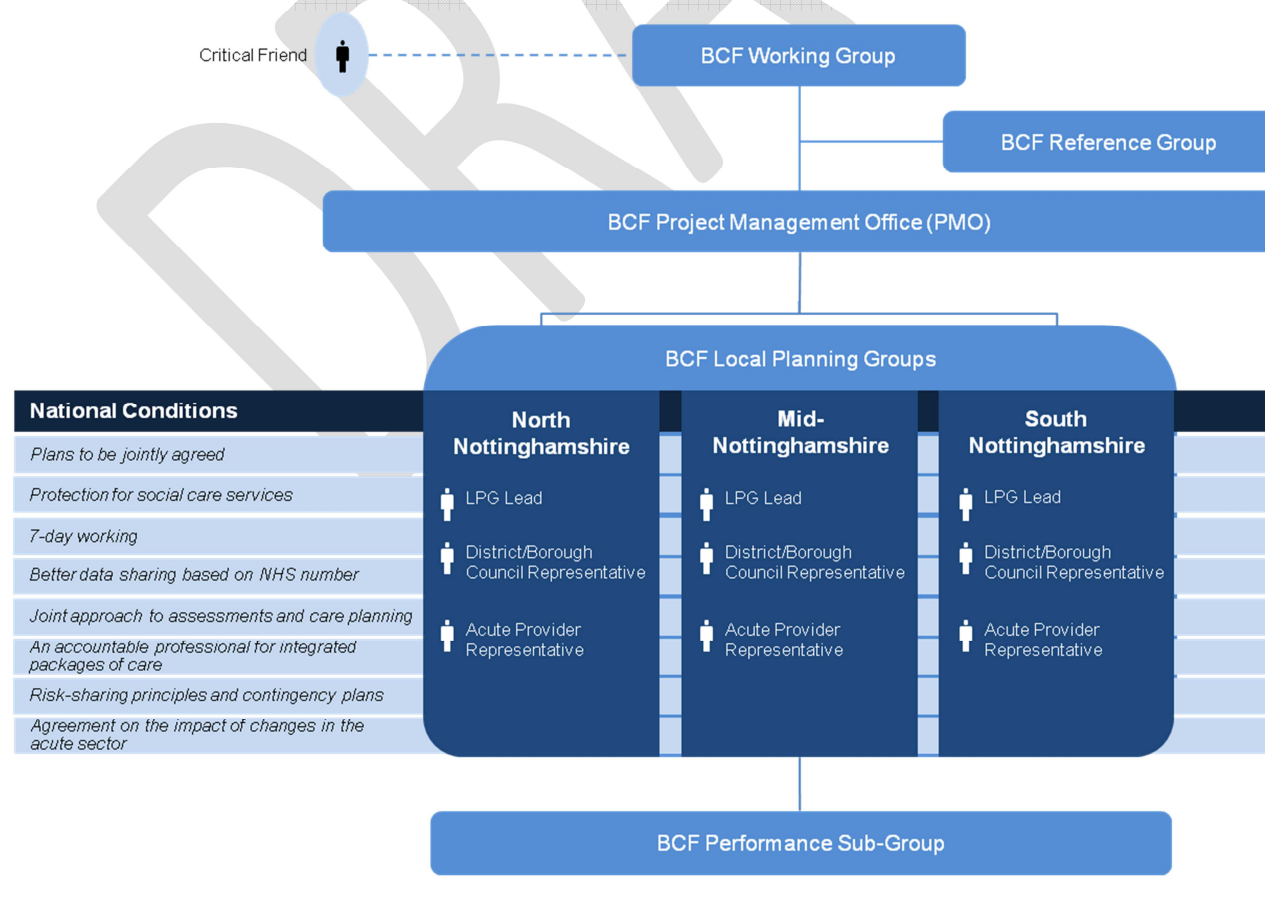 Critical Friend
BCF Working Group
BCF Reference Group
BCF Project Management Office (PMO)
BCF Local Planning Groups
National Conditions
Plans to be jointly agreed
Protection for social care services
7-day working
Better data sharing based on NHS number
Joint approach to assessments and care planning
An accountable professional for integrated
packages of care
Risk-sharing principles and contingency plans
Agreement on the impact of changes in the
acute sector
North
Nottinghamshire
LPG Lead
District/Borough
Council Representative
Acute Provider
Representative
Mid-
Nottinghamshire
LPG Lead
District/Borough
Council Representative
Acute Provider
Representative
South
Nottinghamshire
LPG Lead
District/Borough
Council Representative
Acute Provider
Representative
BCF Performance Sub-Group